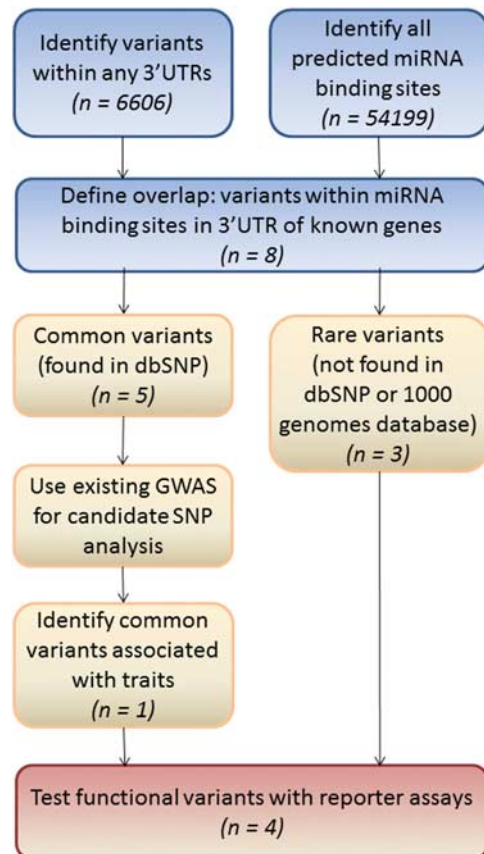 Identify variants
within any 3'UTRs
(n = 6606)
Identify all
predicted miRNA
binding sites
(n = 54199)
Define overlap: variants within miRNA
binding sites in 3'UTR of known genes
(n = 8)
Common variants
(found in dbSNP)
(n = 5)
Rare variants
(not found in
dbSNP or 1000
genomes database)
(n = 3)
Use existing GWAS
for candidate SNP
analysis
Identify common
variants associated
with traits
(n = 1)
Test functional variants with reporter assays
(n = 4)